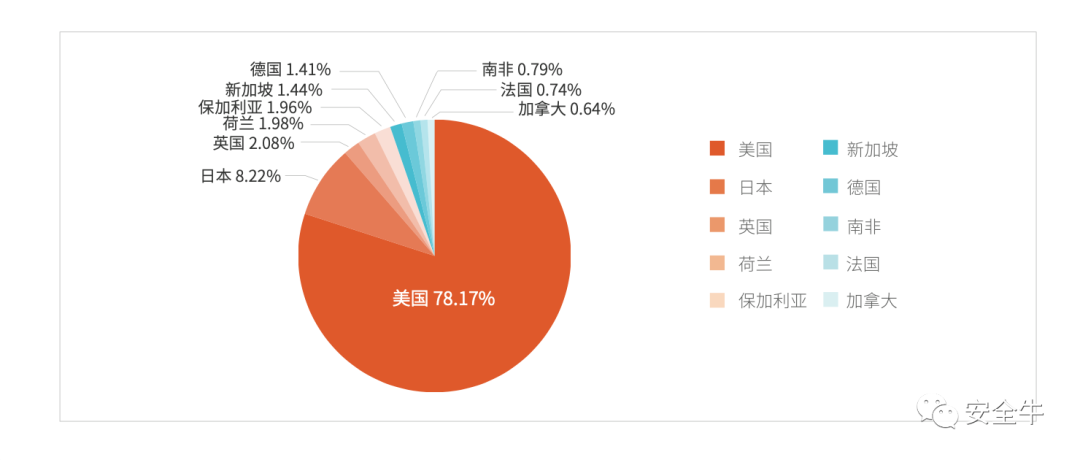 德国 1.41%
新加坡 1.44%
保加利亚 1.96%
荷兰 1.98%
英国 2.08%
日本 8.22%
南非 0.79%
法国 0.74%
加拿大 0.64%
美国 78.17%
美国
新加坡
日本
德国
英国
南非
荷兰
法国
保加利亚
加拿大
安全牛